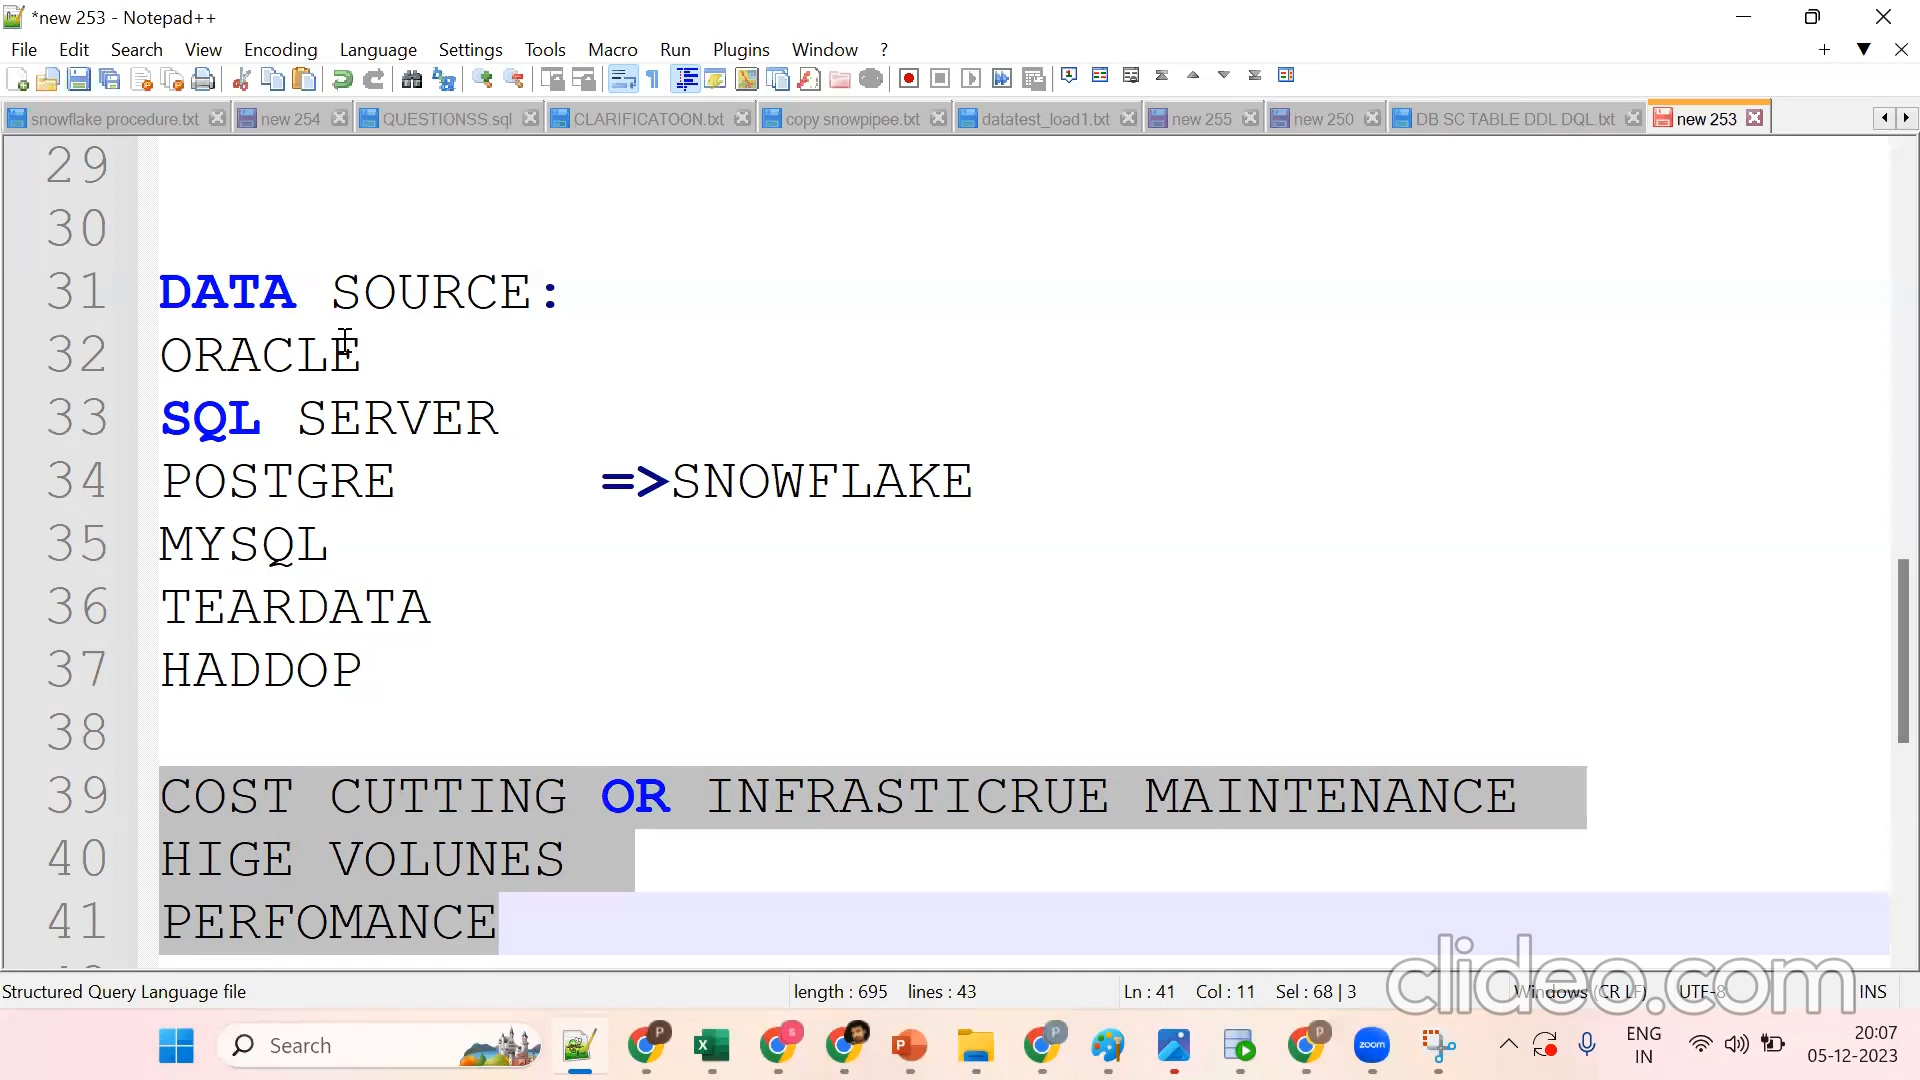 *new 253 - Notepad++
File Edit Search View Encoding Language Settings Tools Macro Run Plugins Window ?
snowflake procedure.txt new 254 QUESTIONSS.sql CLARIFICATOON.txt copy snowpipee.txt datatest_load1.txt new 255 new 250 DB SC TABLE DDL DQL.txt new 253
29
30
31 DATA SOURCE:
32 ORACLE
33 SQL SERVER
34 POSTGRE =>SNOWFLAKE
35 MYSQL
36 TEARDATA
37 HADDOP
38
39 COST CUTTING OR INFRASTICRUE MAINTENANCE
40 HIGE VOLUNES
41 PERFOMANCE
clideo.com
Structured Query Language file length : 695 lines : 43 Ln : 41 Col : 11 Sel : 68 | 3 Windows (CR LF) UTF-8 INS
Search zoom ENG 20:07
IN 05-12-2023